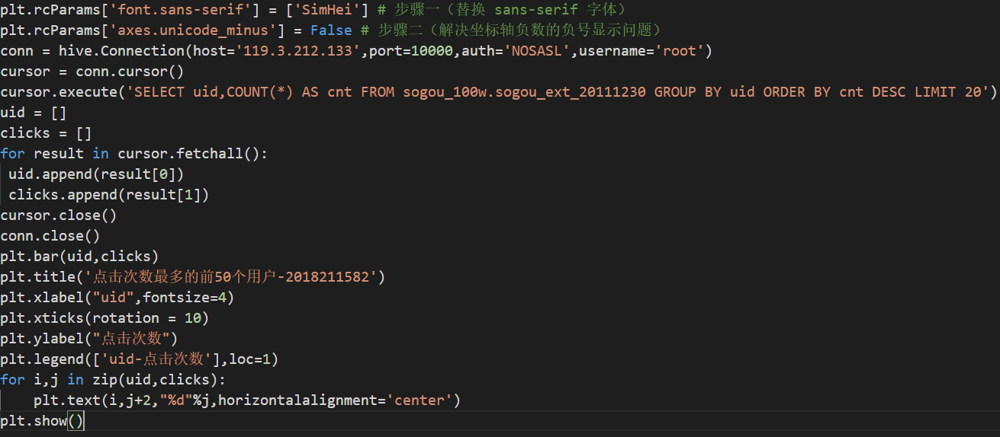 plt.rcParams['font.sans-serif'] = ['SimHei'] # 步骤一（替换 sans-serif 字体）
plt.rcParams['axes.unicode_minus'] = False # 步骤二（解决坐标轴负数的负号显示问题）
conn = hive.Connection(host='119.3.212.133',port=10000,auth='NOSASL',username='root')
cursor = conn.cursor()
cursor.execute('SELECT uid,COUNT(*) AS cnt FROM sogou_100w.sogou_ext_20111230 GROUP BY uid ORDER BY cnt DESC LIMIT 20')
uid = []
clicks = []
for result in cursor.fetchall():
 uid.append(result[0])
 clicks.append(result[1])
cursor.close()
conn.close()
plt.bar(uid,clicks)
plt.title('点击次数最多的前50个用户-2018211582')
plt.xlabel("uid",fontsize=4)
plt.xticks(rotation = 10)
plt.ylabel("点击次数")
plt.legend(['uid-点击次数'],loc=1)
for i,j in zip(uid,clicks):
    plt.text(i,j+2,"%d"%j,horizontalalignment='center')
plt.show()